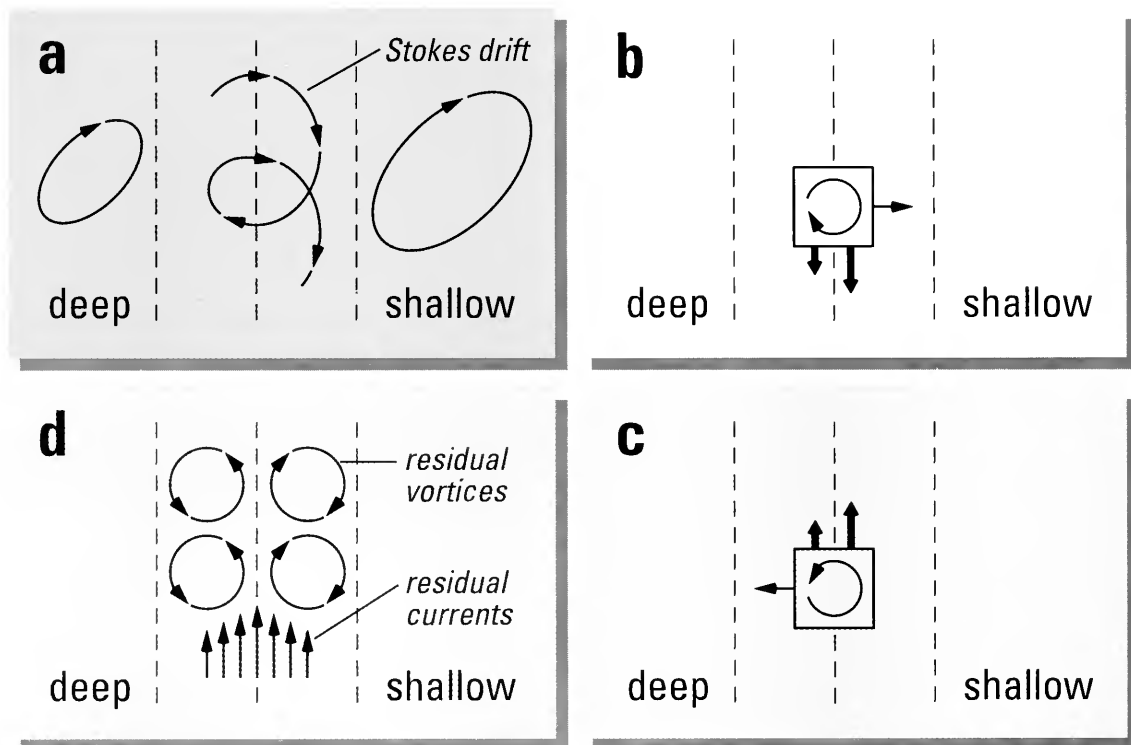 a
Stokes drift
deep
shallow
b
deep
shallow
d
residual
vortices
residual
currents
deep
shallow
c
deep
shallow